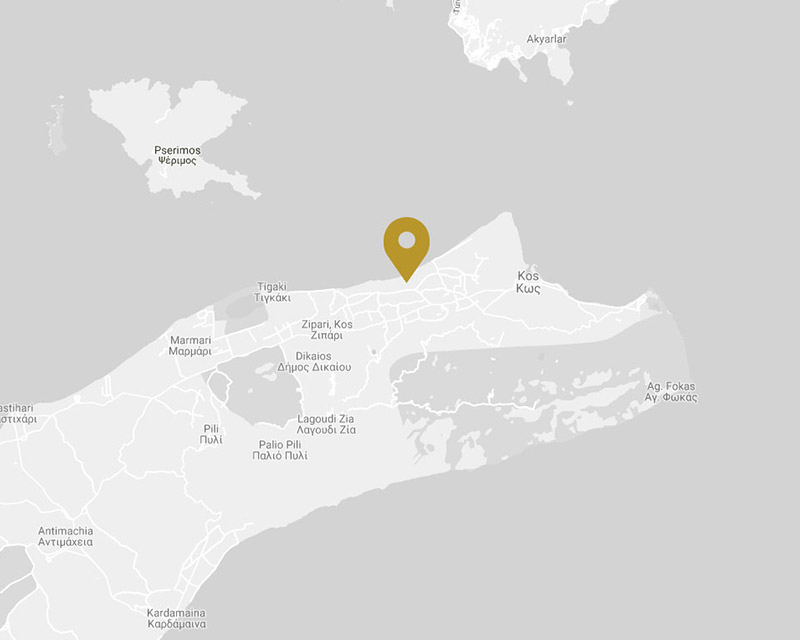 Akyarlar
Pserimos
Ψέριμος
Kos
Κως
Tigaki
Τιγκάκι
Zipari, Kos
Ζιπάρι
Marmari
Μαρμάρι
Dikaios
Δήμος Δικαίου
Ag. Fokas
Αγ. Φωκάς
astihari
στιχάρι
Lagoudi Zia
Λαγουδι Ζία
Pili
Πυλί
Palio Pili
Παλιό Πυλί
Antimachia
Αντιμάχεια
Kardamaina
Καρδάμαινα